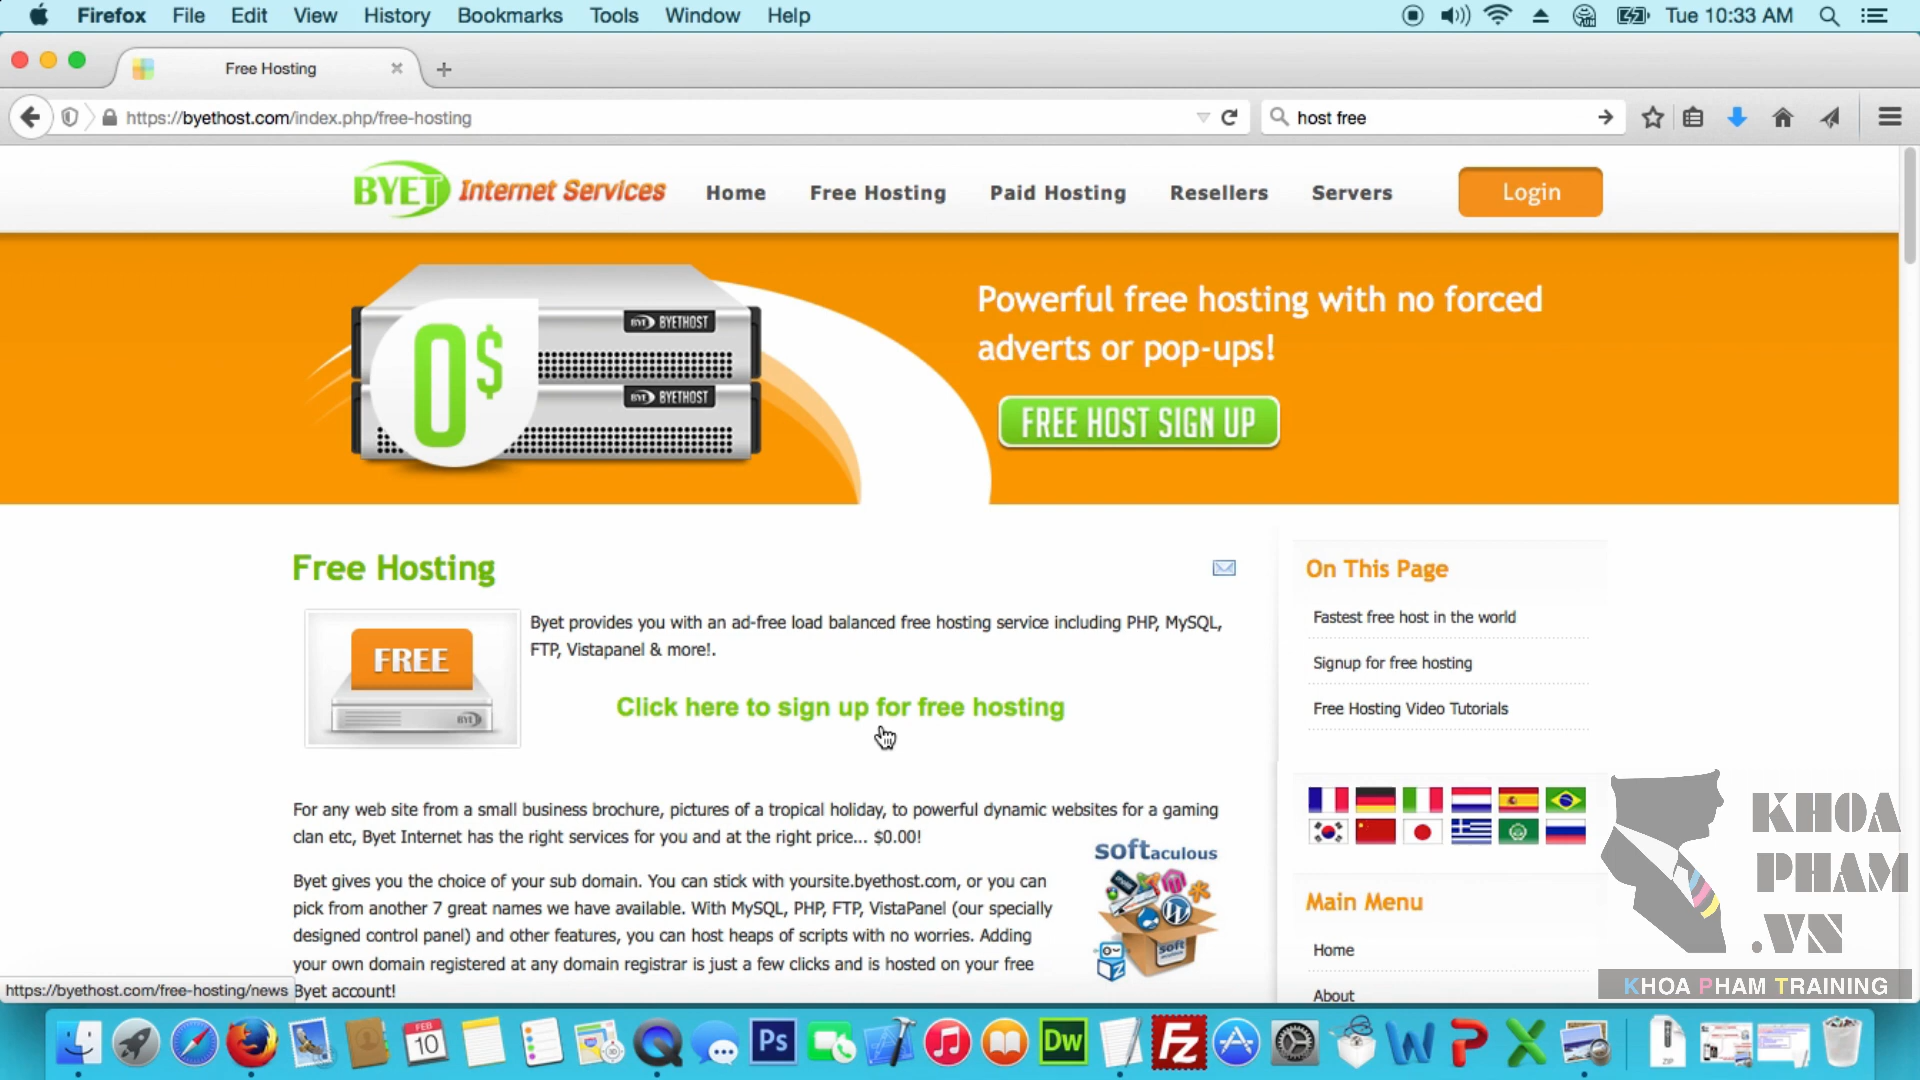 Firefox File Edit View History Bookmarks Tools Window Help Tue 10:33 AM
Free Hosting
https://byethost.com/index.php/free-hosting
host free
BYET Internet Services
Home Free Hosting Paid Hosting Resellers Servers Login
0$
BYET BYETHOST
BYET BYETHOST
Powerful free hosting with no forced
adverts or pop-ups!
FREE HOST SIGN UP
Free Hosting
FREE
BYET
Byet provides you with an ad-free load balanced free hosting service including PHP, MySQL,
FTP, Vistapanel & more!.
Click here to sign up for free hosting
For any web site from a small business brochure, pictures of a tropical holiday, to powerful dynamic websites for a gaming
clan etc, Byet Internet has the right services for you and at the right price... $0.00!
Byet gives you the choice of your sub domain. You can stick with yoursite.byethost.com, or you can
pick from another 7 great names we have available. With MySQL, PHP, FTP, VistaPanel (our specially
designed control panel) and other features, you can host heaps of scripts with no worries. Adding
your own domain registered at any domain registrar is just a few clicks and is hosted on your free
Byet account!
softaculous
soft
On This Page
Fastest free host in the world
Signup for free hosting
Free Hosting Video Tutorials
Main Menu
Home
About
KHOA
PHAM
.VN
KHOA PHAM TRAINING
https://byethost.com/free-hosting/news
FEB
10
Ps
Dw
Fz
ZIP